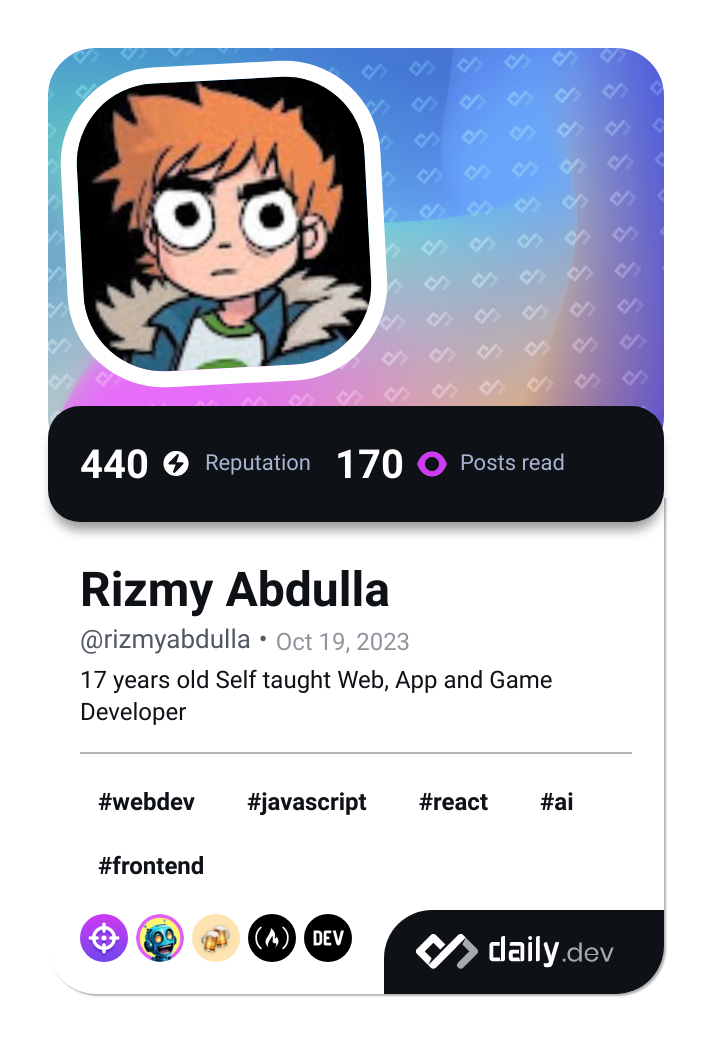 440 Reputation 170 Posts read
Rizmy Abdulla
@rizmyabdulla • Oct 19, 2023
17 years old Self taught Web, App and Game
Developer
#webdev #javascript #react #ai
#frontend
DEV
daily.dev